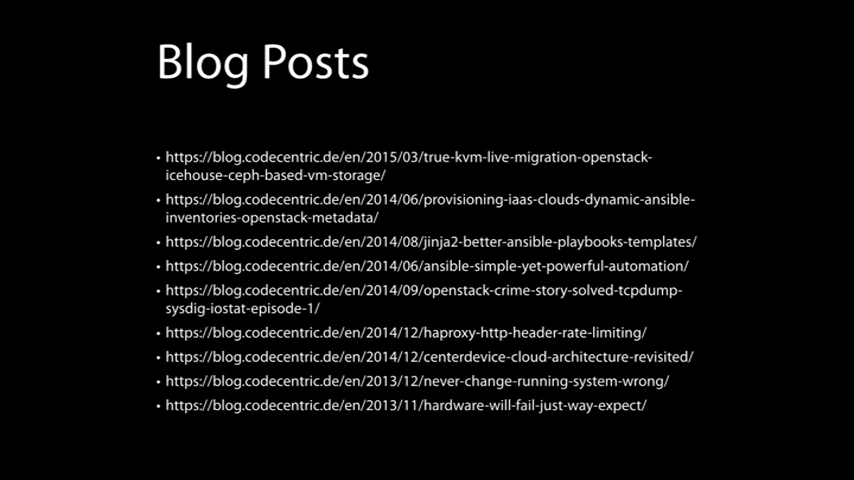 Blog Posts
• https://blog.codecentric.de/en/2015/03/true-kvm-live-migration-openstack-
icehouse-ceph-based-vm-storage/
• https://blog.codecentric.de/en/2014/06/provisioning-iaas-clouds-dynamic-ansible-
inventories-openstack-metadata/
• https://blog.codecentric.de/en/2014/08/jinja2-better-ansible-playbooks-templates/
• https://blog.codecentric.de/en/2014/06/ansible-simple-yet-powerful-automation/
• https://blog.codecentric.de/en/2014/09/openstack-crime-story-solved-tcpdump-
sysdig-iostat-episode-1/
• https://blog.codecentric.de/en/2014/12/haproxy-http-header-rate-limiting/
• https://blog.codecentric.de/en/2014/12/centerdevice-cloud-architecture-revisited/
• https://blog.codecentric.de/en/2013/12/never-change-running-system-wrong/
• https://blog.codecentric.de/en/2013/11/hardware-will-fail-just-way-expect/